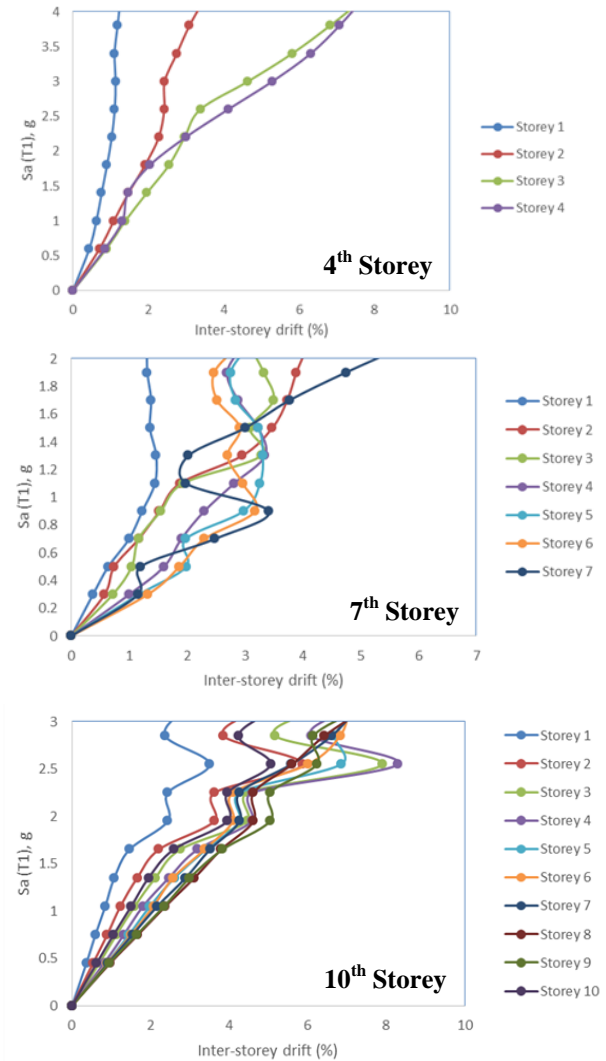 4
3.5
3
2.5
2
1.5
1
0.5
0
0 2 4 6 8 10
Sa (T1), g
Inter-storey drift (%)
4th Storey
Storey 1
Storey 2
Storey 3
Storey 4
2
1.8
1.6
1.4
1.2
1
0.8
0.6
0.4
0.2
0
0 1 2 3 4 5 6 7
Sa (T1), g
Inter-storey drift (%)
7th Storey
Storey 1
Storey 2
Storey 3
Storey 4
Storey 5
Storey 6
Storey 7
3
2.5
2
1.5
1
0.5
0
0 2 4 6 8 10
Sa (T1), g
Inter-storey drift (%)
10th Storey
Storey 1
Storey 2
Storey 3
Storey 4
Storey 5
Storey 6
Storey 7
Storey 8
Storey 9
Storey 10